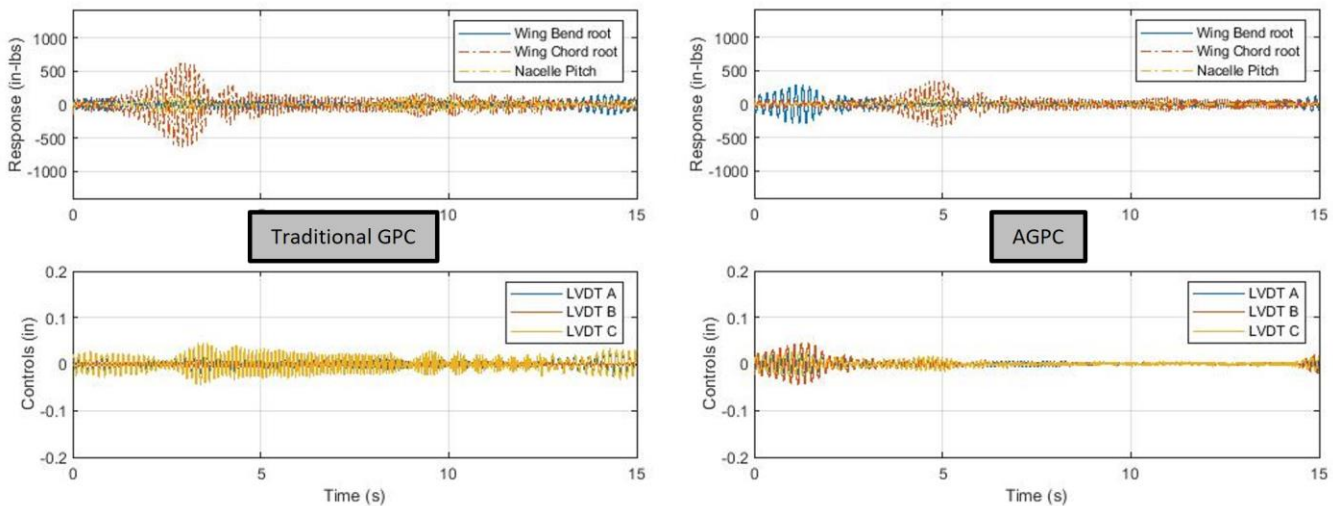 Response (in-lbs)
1000
500
0
-500
-1000
Wing Bend root
Wing Chord root
Nacelle Pitch
0
5
10
15
Traditional GPC
Controls (in)
0.2
0.1
0
-0.1
-0.2
LVDT A
LVDT B
LVDT C
0
5
10
15
Time (s)
Response (in-lbs)
1000
500
0
-500
-1000
Wing Bend root
Wing Chord root
Nacelle Pitch
0
5
10
15
AGPC
Controls (in)
0.2
0.1
0
-0.1
-0.2
LVDT A
LVDT B
LVDT C
0
5
10
15
Time (s)